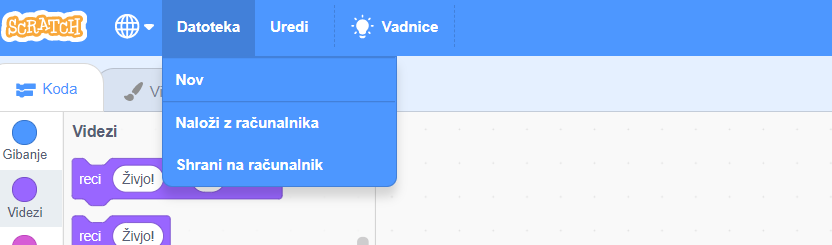 SCRATCH
Datoteka
Uredi
Vadnice
Nov
Naloži z računalnika
Shrani na računalnik
Koda
Gibanje
Videzi
Videzi
reci Živjo!
reci Živjo!